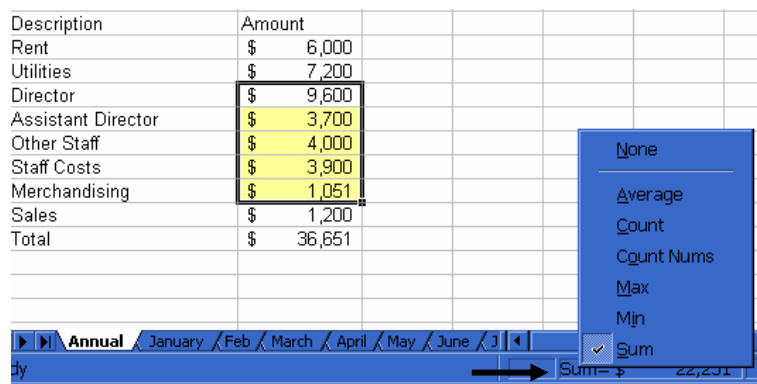 Description Amount
Rent $ 6,000
Utilities $ 7,200
Director $ 9,600
Assistant Director $ 3,700
Other Staff $ 4,000
Staff Costs $ 3,900
Merchandising $ 1,051
Sales $ 1,200
Total $ 36,651
None
Average
Count
Count Nums
Max
Min
Sum
Annual January Feb March April May June J
dy Sum= $ 22,251